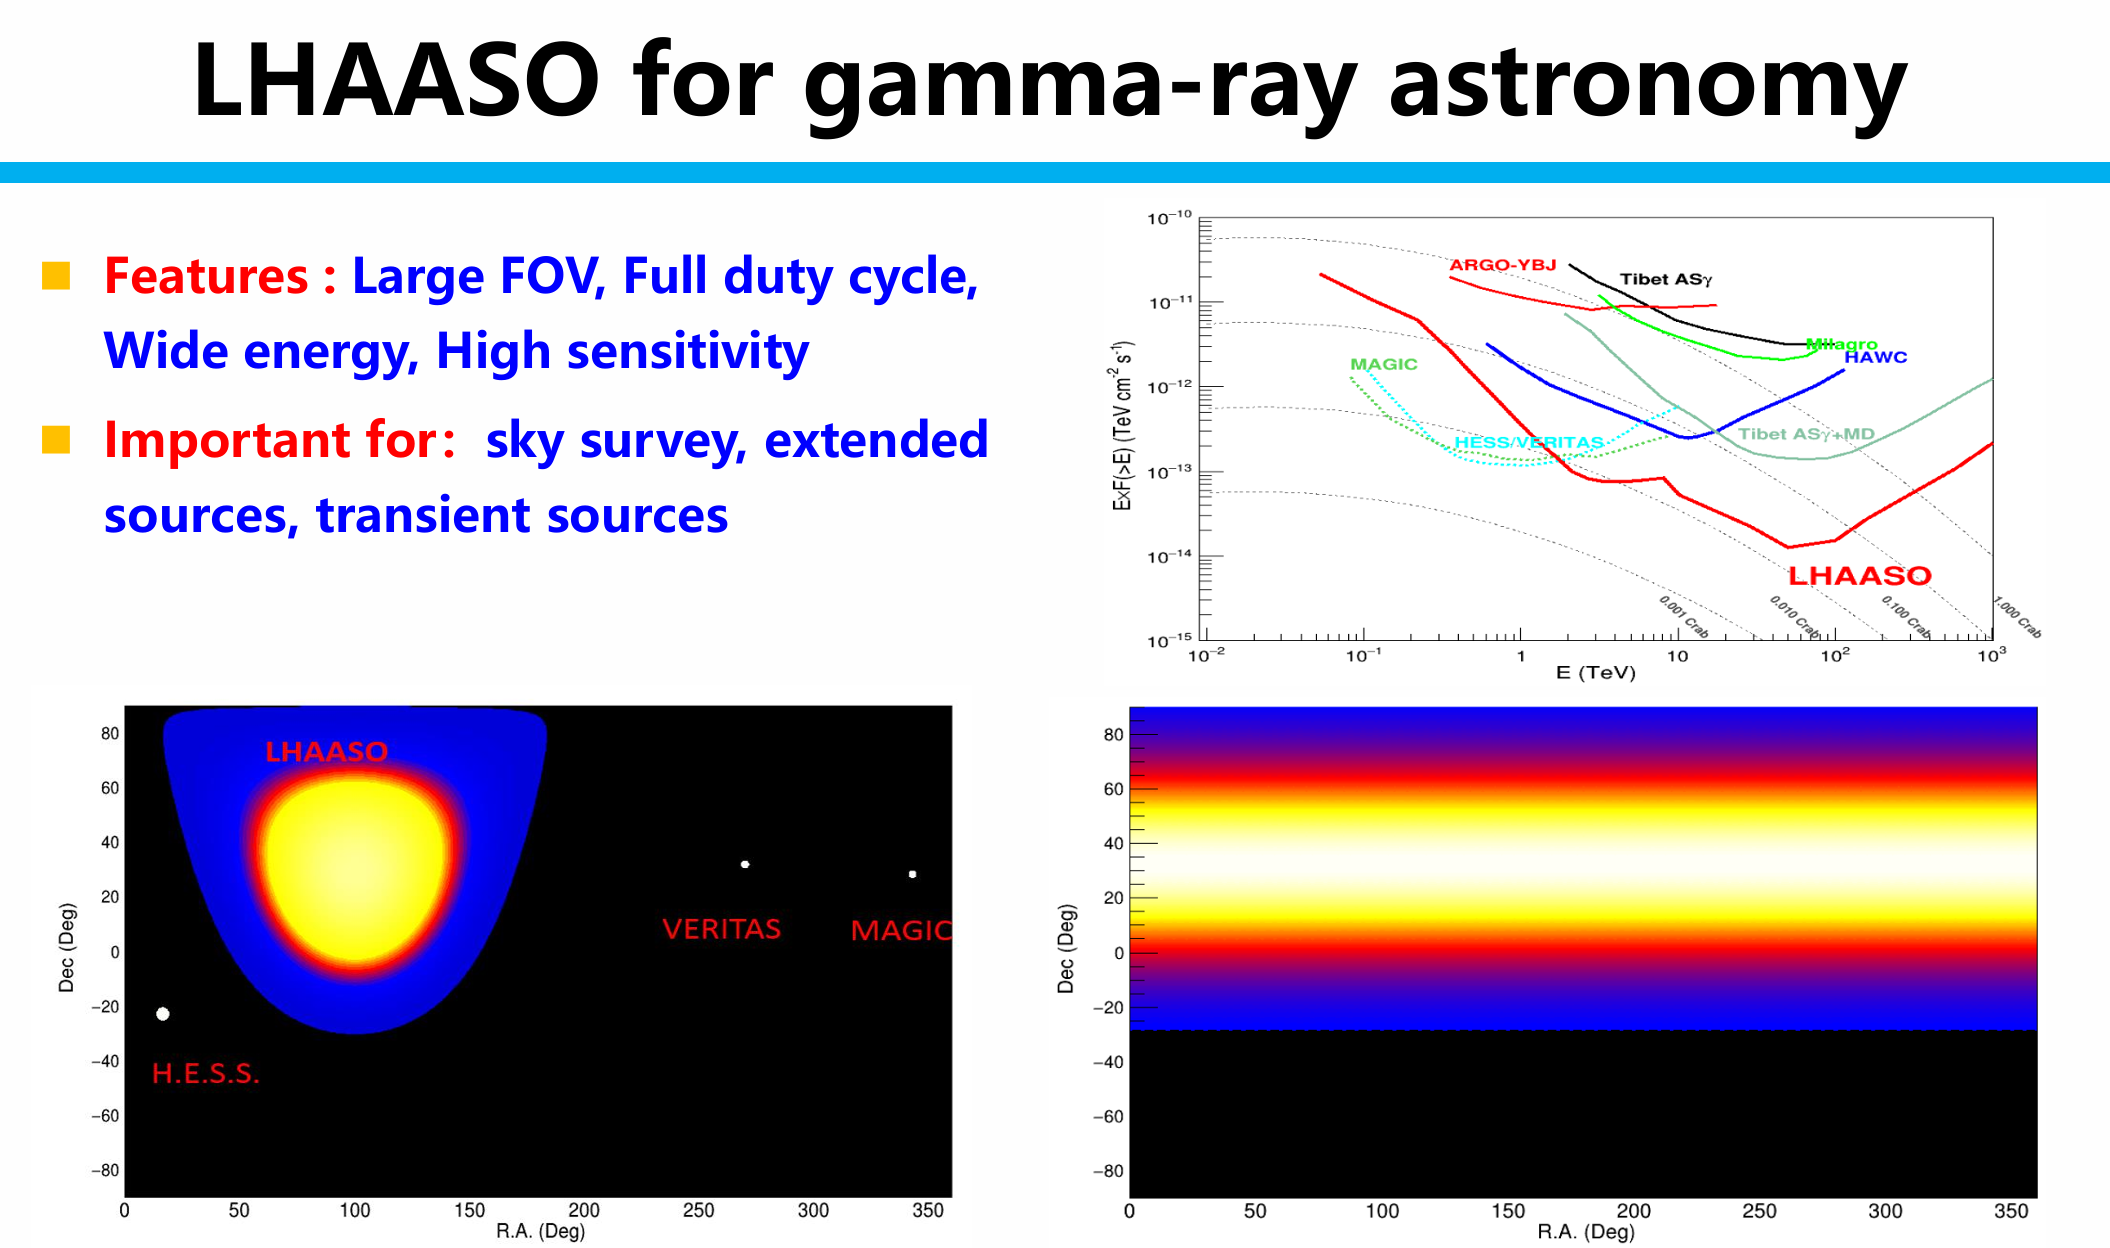 LHAASO for gamma-ray astronomy
Features : Large FOV, Full duty cycle,
Wide energy, High sensitivity
Important for：sky survey, extended
sources, transient sources
10⁻¹⁰
10⁻¹¹
10⁻¹²
10⁻¹³
10⁻¹⁴
10⁻¹⁵
ExF(>E) (TeV cm⁻² s⁻¹)
ARGO-YBJ
Tibet ASγ
Milagro
HAWC
MAGIC
HESS/VERITAS
Tibet ASγ+MD
LHAASO
0.001 Crab
0.010 Crab
0.100 Crab
1.000 Crab
10⁻² 10⁻¹ 1 10 10² 10³
E (TeV)
80
60
40
20
0
−20
−40
−60
−80
Dec (Deg)
LHAASO
VERITAS
MAGIC
H.E.S.S.
0 50 100 150 200 250 300 350
R.A. (Deg)
80
60
40
20
0
−20
−40
−60
−80
Dec (Deg)
0 50 100 150 200 250 300 350
R.A. (Deg)